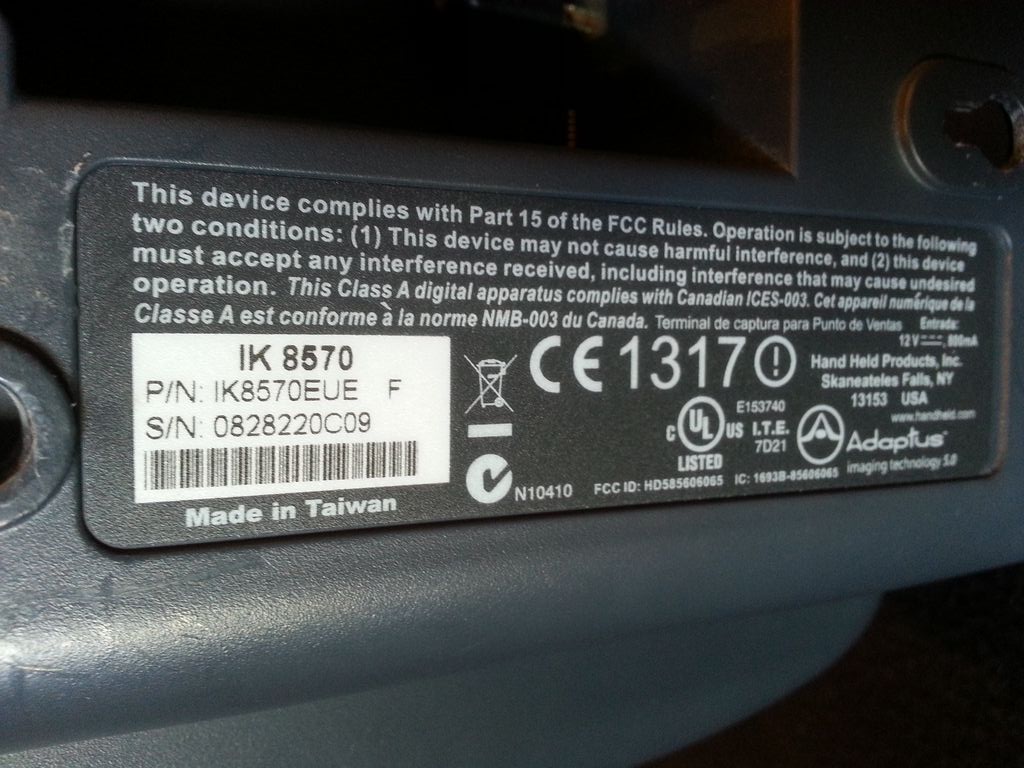 This device complies with Part 15 of the FCC Rules. Operation is subject to the following
two conditions: (1) This device may not cause harmful interference, and (2) this device
must accept any interference received, including interference that may cause undesired
operation. This Class A digital apparatus complies with Canadian ICES-003. Cet appareil numérique de la
Classe A est conforme à la norme NMB-003 du Canada. Terminal de captura para Punto de Ventas Entrada:
12 V ⎓, 800mA
IK 8570
P/N: IK8570EUE F
S/N: 0828220C09
Made in Taiwan
CE 1317
Hand Held Products, Inc.
Skaneateles Falls, NY
13153 USA
www.handheld.com
C UL US
LISTED
E153740
I.T.E.
7D21
Adaptus
imaging technology 5.0
N10410
FCC ID: HD585606065 IC: 1693B-85606065